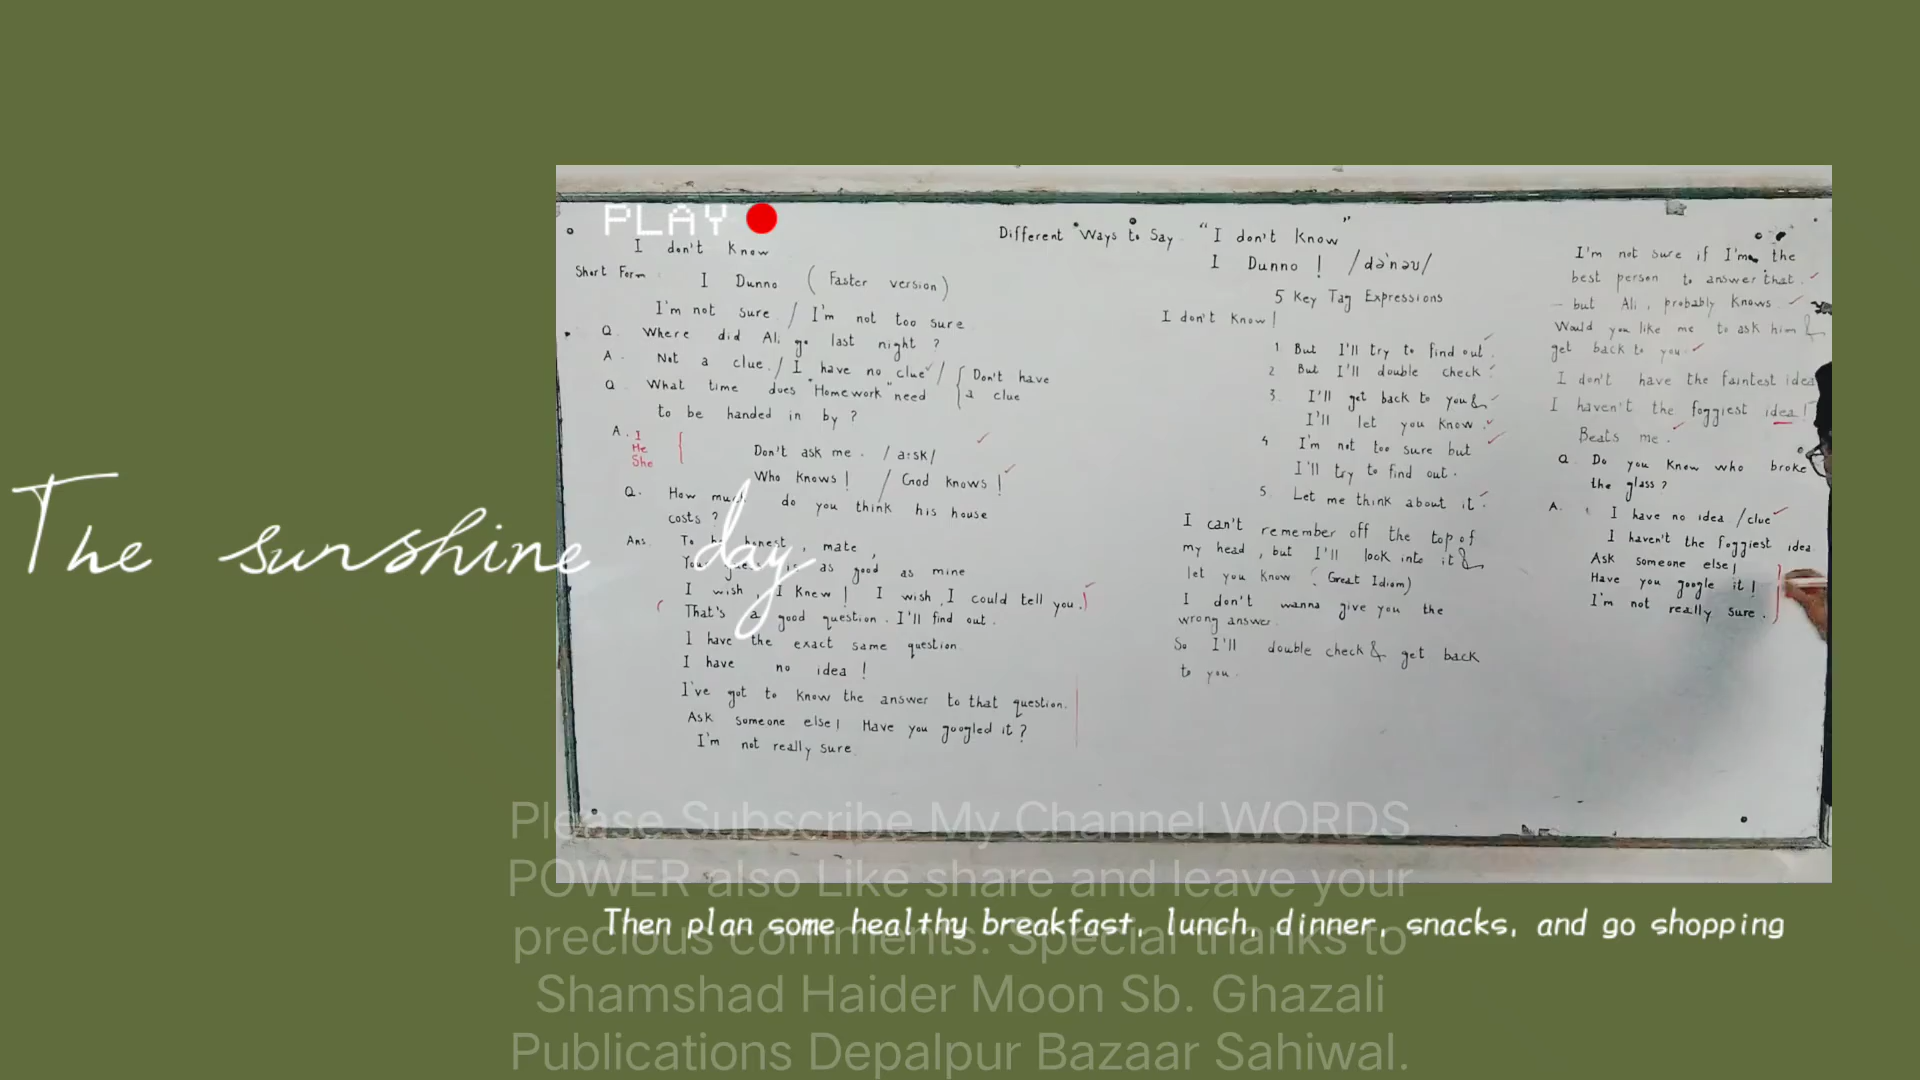 PLAY
The sunshine day
I don't Know
Short Form I Dunno ( Faster version )
I'm not sure / I'm not too sure
Q. Where did Ali go last night ?
A. Not a clue / I have no clue / { Don't have a clue
Q What time does "Homework" need
to be handed in by ?
A. I
He
She
Don't ask me . / a:sk/
Who Knows ! / God knows !
Q. How much do you think his house
costs ?
Ans. To be honest , mate ,
Your guess is as good as mine
I wish , I Knew ! I wish , I could tell you.)
( That's a good question . I'll find out .
I have the exact same question
I have no idea !
I've got to know the answer to that question.
Ask someone else ! Have you googled it ?
I'm not really sure
Different Ways to Say "I don't Know"
I Dunno ! /dəˈnəʊ/
5 Key Tag Expressions
I don't Know !
1 But I'll try to find out .
2 But I'll double check .
3. I'll get back to you &
I'll let you know .
4 I'm not too sure but
I'll try to find out .
5 Let me think about it .
I can't remember off the top of
my head , but I'll look into it &
let you know ( Great Idiom)
I don't wanna give you the
wrong answer .
So I'll double check & get back
to you .
I'm not sure if I'm the
best person to answer that .
– but Ali , probably Knows .
Would you like me to ask him &
get back to you .
I don't have the faintest idea
I haven't the foggiest idea !
Beats me .
Q Do you Know who broke
the glass ?
A. I have no idea /clue
I haven't the foggiest idea
Ask someone else !
Have you google it !
I'm not really sure .
Please Subscribe My Channel WORDS
POWER also Like share and leave your
Then plan some healthy breakfast, lunch, dinner, snacks, and go shopping
precious comments. Special thanks to
Shamshad Haider Moon Sb. Ghazali
Publications Depalpur Bazaar Sahiwal.